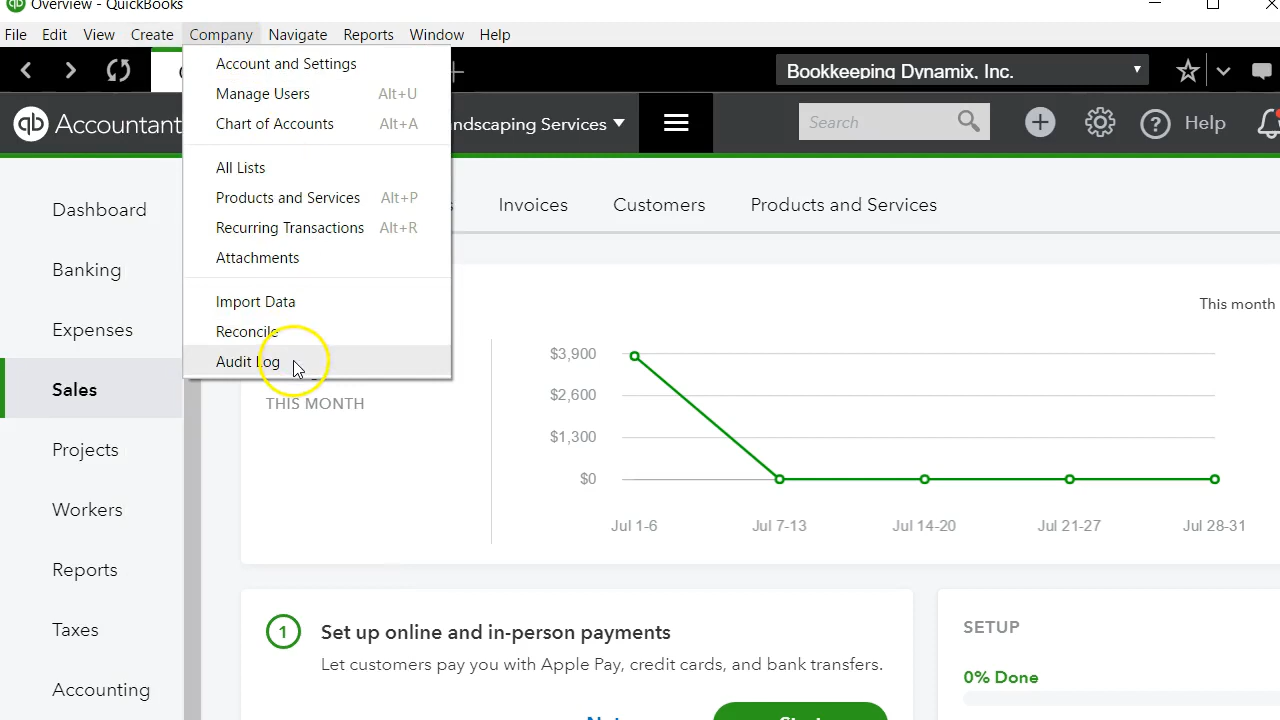 Overview - QuickBooks
File Edit View Create Company Navigate Reports Window Help
Bookkeeping Dynamix, Inc.
qb Accountant
ndscaping Services
Search
Help
Account and Settings
Manage Users Alt+U
Chart of Accounts Alt+A
All Lists
Products and Services Alt+P
Recurring Transactions Alt+R
Attachments
Import Data
Reconcile
Audit Log
Dashboard
Banking
Expenses
Sales
Projects
Workers
Reports
Taxes
Accounting
Invoices Customers Products and Services
This month
THIS MONTH
$3,900
$2,600
$1,300
$0
Jul 1-6 Jul 7-13 Jul 14-20 Jul 21-27 Jul 28-31
1 Set up online and in-person payments
Let customers pay you with Apple Pay, credit cards, and bank transfers.
SETUP
0% Done